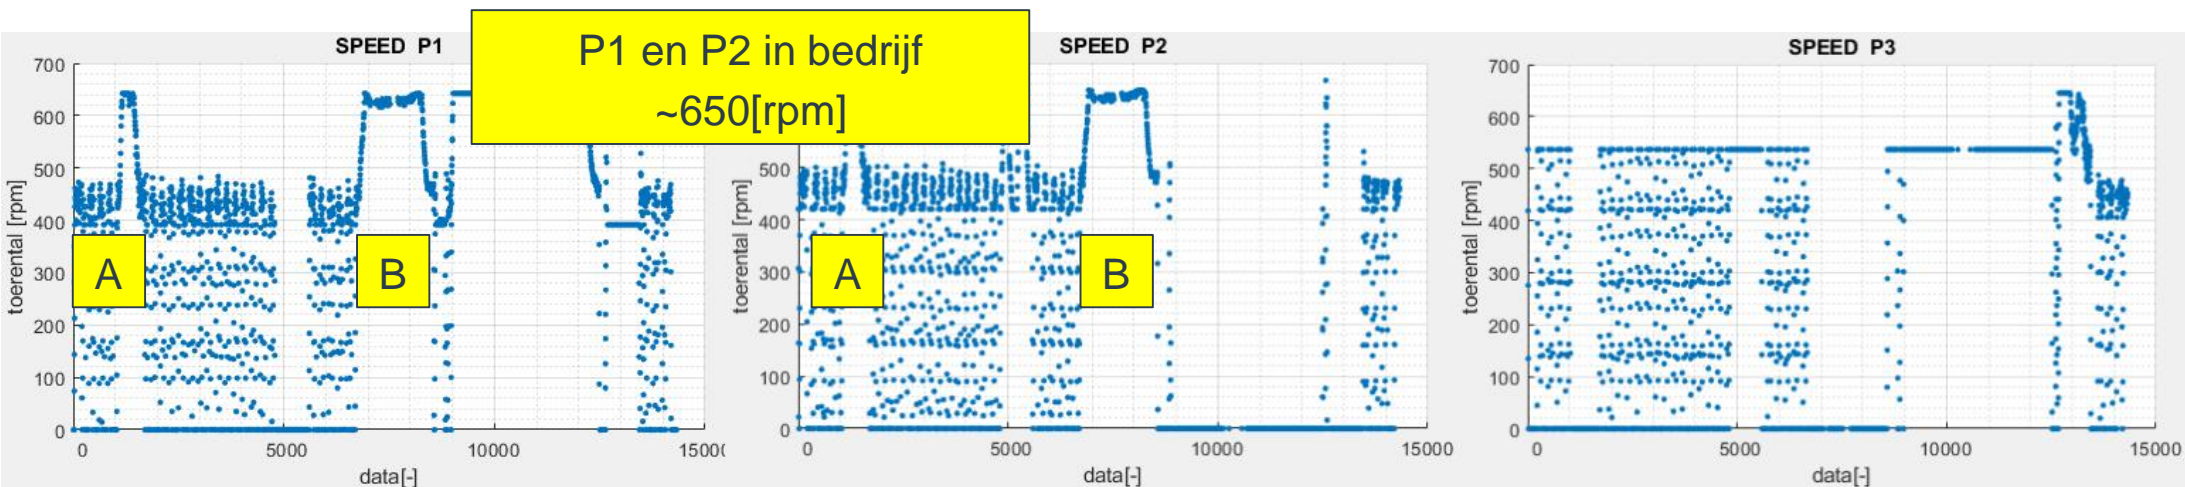 SPEED P1
P1 en P2 in bedrijf
~650[rpm]
SPEED P2
SPEED P3
700
600
500
400
300
200
100
0
toerental [rpm]
A
B
0
5000
10000
15000
data[-]
500
400
300
200
100
0
toerental [rpm]
A
B
0
5000
10000
15000
data[-]
700
600
500
400
300
200
100
0
toerental [rpm]
0
5000
10000
15000
data[-]